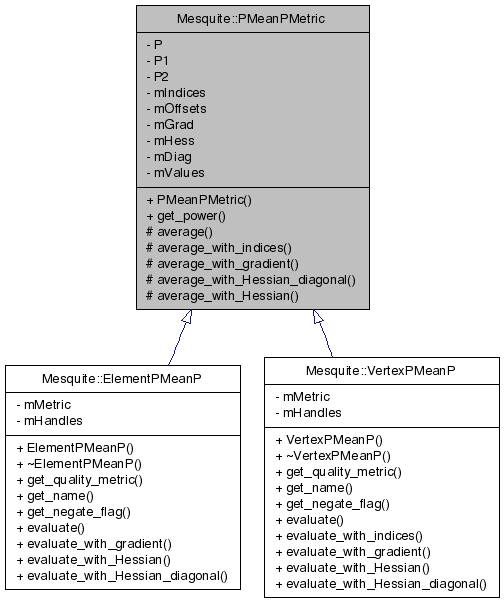 Mesquite::PMeanPMetric
- P
- P1
- P2
- mIndices
- mOffsets
- mGrad
- mHess
- mDiag
- mValues
+ PMeanPMetric()
+ get_power()
# average()
# average_with_indices()
# average_with_gradient()
# average_with_Hessian_diagonal()
# average_with_Hessian()
Mesquite::ElementPMeanP
- mMetric
- mHandles
+ ElementPMeanP()
+ ~ElementPMeanP()
+ get_quality_metric()
+ get_name()
+ get_negate_flag()
+ evaluate()
+ evaluate_with_gradient()
+ evaluate_with_Hessian()
+ evaluate_with_Hessian_diagonal()
Mesquite::VertexPMeanP
- mMetric
- mHandles
+ VertexPMeanP()
+ ~VertexPMeanP()
+ get_quality_metric()
+ get_name()
+ get_negate_flag()
+ evaluate()
+ evaluate_with_indices()
+ evaluate_with_gradient()
+ evaluate_with_Hessian()
+ evaluate_with_Hessian_diagonal()